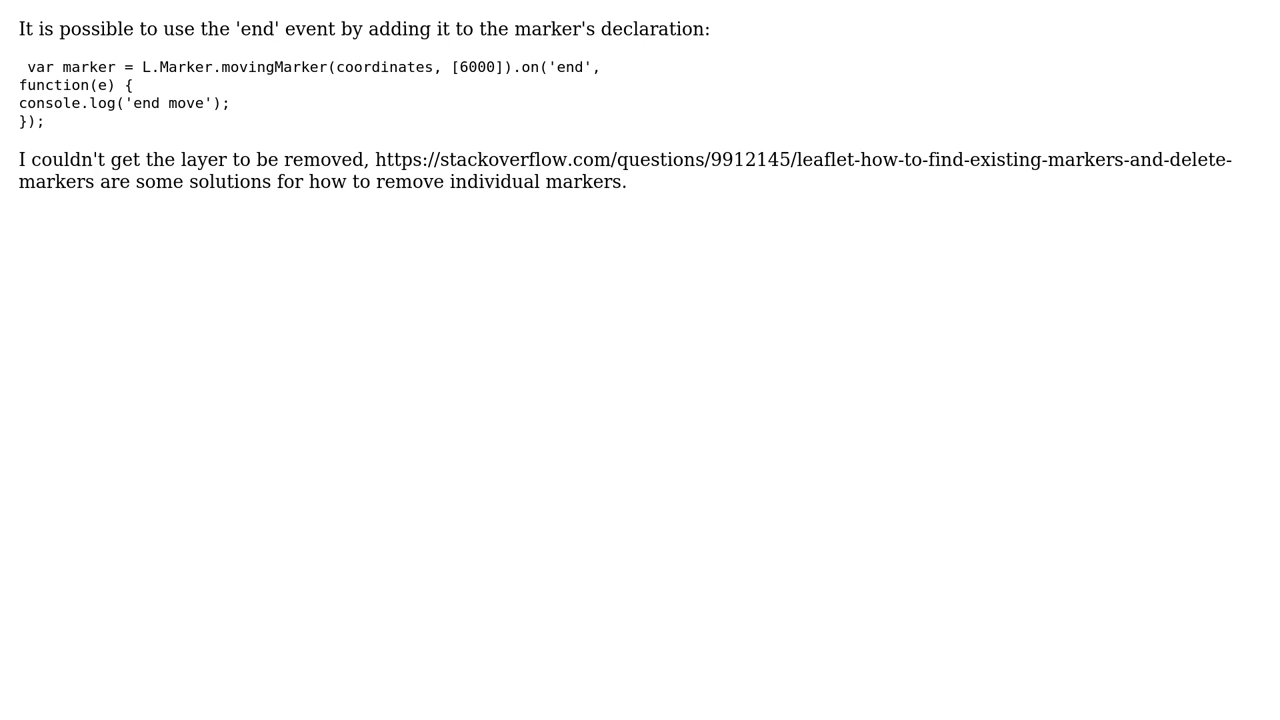 It is possible to use the 'end' event by adding it to the marker's declaration:
var marker = L.Marker.movingMarker(coordinates, [6000]).on('end',
function(e) {
console.log('end move');
});
I couldn't get the layer to be removed, https://stackoverflow.com/questions/9912145/leaflet-how-to-find-existing-markers-and-delete-
markers are some solutions for how to remove individual markers.